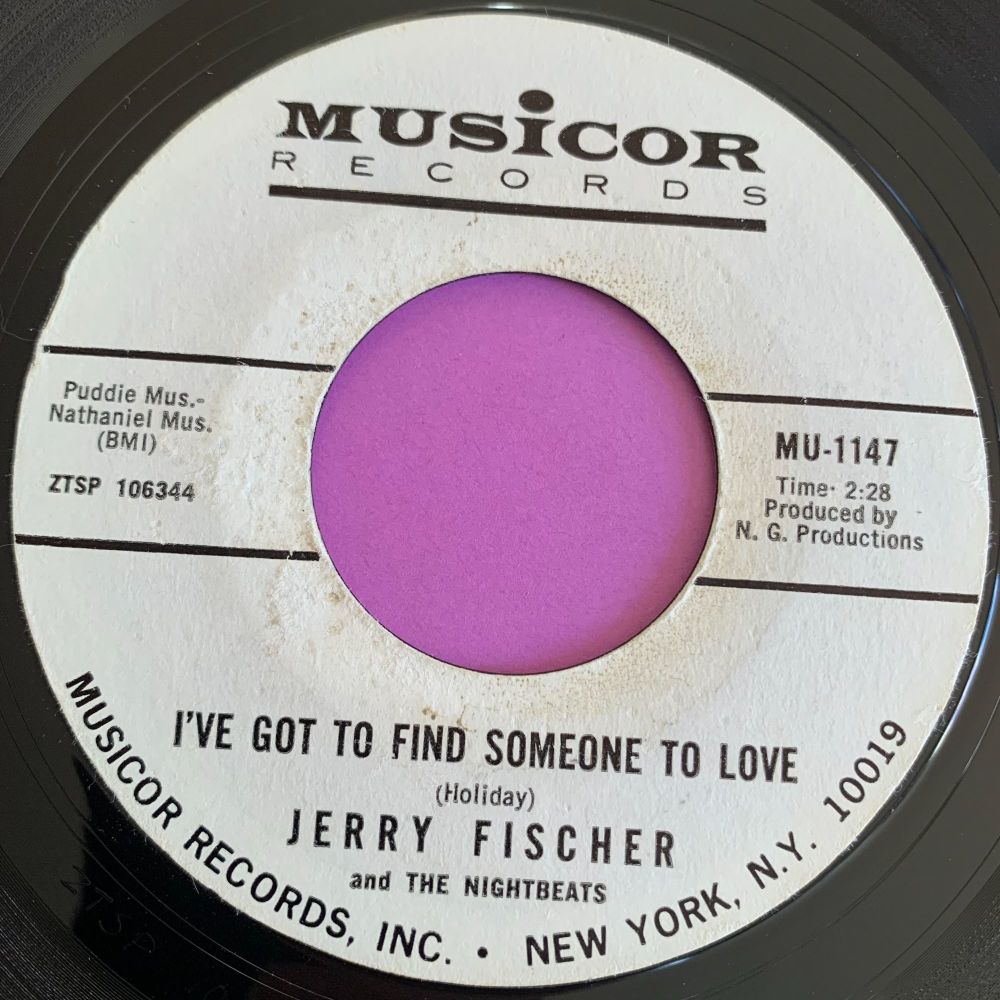 MUSiCOR
RECORDS
Puddie Mus.-
Nathaniel Mus.
(BMI)
ZTSP 106344
MU-1147
Time· 2:28
Produced by
N. G. Productions
I'VE GOT TO FIND SOMEONE TO LOVE
(Holiday)
JERRY FISCHER
and THE NIGHTBEATS
MUSICOR RECORDS, INC. • NEW YORK, N.Y. 10019
ZTSP